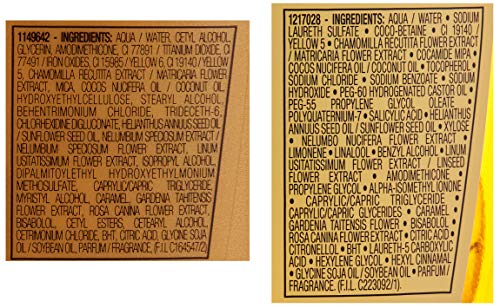 1149642 - INGREDIENTS: AQUA / WATER, CETYL ALCOHOL,
GLYCERIN, AMODIMETHICONE, CI 77891 / TITANIUM DIOXIDE, CI
77491 / IRON OXIDES, CI 15985 / YELLOW 6, CI 19140 / YELLOW
5, CHAMOMILLA RECUTITA EXTRACT / MATRICARIA FLOWER
EXTRACT, MICA, COCOS NUCIFERA OIL / COCONUT OIL,
HYDROXYETHYLCELLULOSE, STEARYL ALCOHOL,
BEHENTRIMONIUM CHLORIDE, TRIDECETH-6,
CHLORHEXIDINE DIGLUCONATE, HELIANTHUS ANNUUS SEED OIL
/ SUNFLOWER SEED OIL, NELUMBIUM SPECIOSUM EXTRACT /
NELUMBIUM SPECIOSUM FLOWER EXTRACT, LINUM
USITATISSIMUM FLOWER EXTRACT, ISOPROPYL ALCOHOL,
DIPALMITOYLETHYL HYDROXYETHYLMONIUM
METHOSULFATE, CAPRYLIC/CAPRIC TRIGLYCERIDE,
MYRISTYL ALCOHOL, CARAMEL, GARDENIA TAHITENSIS
FLOWER EXTRACT, ROSA CANINA FLOWER EXTRACT,
BISABOLOL, CETYL ESTERS, CETEARYL ALCOHOL,
CETRIMONIUM CHLORIDE, BHT, CITRIC ACID, GLYCINE SOJA
OIL / SOYBEAN OIL, PARFUM / FRAGRANCE, (F.I.L C164547/2)
1217028 - INGREDIENTS: AQUA / WATER • SODIUM
LAURETH SULFATE • COCO-BETAINE • CI 19140 /
YELLOW 5 • CHAMOMILLA RECUTITA FLOWER EXTRACT
/ MATRICARIA FLOWER EXTRACT • COCAMIDE MIPA •
COCOS NUCIFERA OIL / COCONUT OIL • TOCOPHEROL
• SODIUM CHLORIDE • SODIUM BENZOATE • SODIUM
HYDROXIDE • PEG-60 HYDROGENATED CASTOR OIL •
PEG-55 PROPYLENE GLYCOL OLEATE •
POLYQUATERNIUM-7 • SALICYLIC ACID • HELIANTHUS
ANNUUS SEED OIL / SUNFLOWER SEED OIL • XYLOSE
• NELUMBO NUCIFERA FLOWER EXTRACT •
LIMONENE • LINALOOL • BENZYL ALCOHOL • LINUM
USITATISSIMUM FLOWER EXTRACT / LINSEED
FLOWER EXTRACT • AMODIMETHICONE •
PROPYLENE GLYCOL • ALPHA-ISOMETHYL IONONE
• CAPRYLIC/CAPRIC TRIGLYCERIDE •
CAPRYLIC/CAPRIC GLYCERIDES • CARAMEL •
GARDENIA TAITENSIS FLOWER • BISABOLOL •
ROSA CANINA FLOWER EXTRACT • CITRIC ACID •
CITRONELLOL • BHT • LAURETH-5 CARBOXYLIC
ACID • HEXYLENE GLYCOL • HEXYL CINNAMAL
• GLYCINE SOJA OIL / SOYBEAN OIL • PARFUM /
FRAGRANCE, (F.I.L. C223092/1).